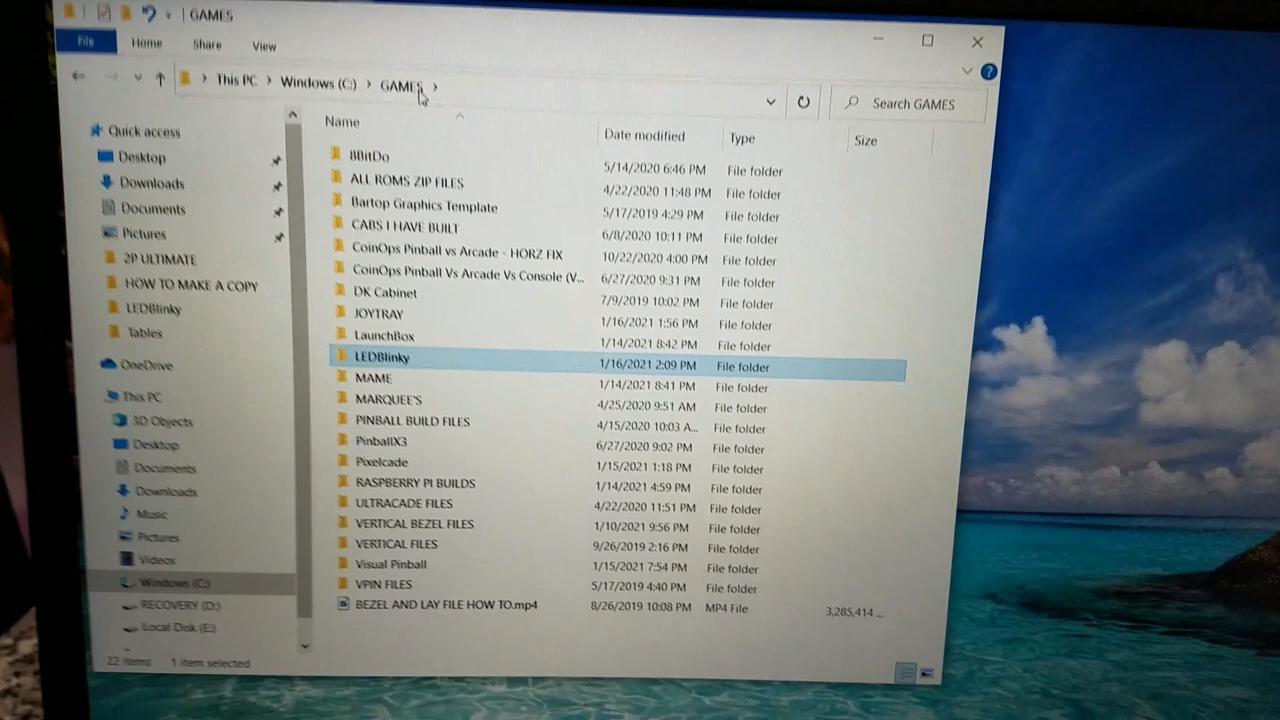 GAMES
File Home Share View
This PC Windows (C:) GAMES
Search GAMES
Name Date modified Type Size
Quick access
Desktop
Downloads
Documents
Pictures
2P ULTIMATE
HOW TO MAKE A COPY
LEDBlinky
Tables
OneDrive
This PC
3D Objects
Desktop
Documents
Downloads
Music
Pictures
Videos
Windows (C:)
RECOVERY (D:)
Local Disk (E:)
8BitDo 5/14/2020 6:46 PM File folder
ALL ROMS ZIP FILES 4/22/2020 11:48 PM File folder
Bartop Graphics Template 5/17/2019 4:29 PM File folder
CABS I HAVE BUILT 6/8/2020 10:11 PM File folder
CoinOps Pinball vs Arcade - HORZ FIX 10/22/2020 4:00 PM File folder
CoinOps Pinball Vs Arcade Vs Console (V... 6/27/2020 9:31 PM File folder
DK Cabinet 7/9/2019 10:02 PM File folder
JOYTRAY 1/16/2021 1:56 PM File folder
LaunchBox 1/14/2021 8:42 PM File folder
LEDBlinky 1/16/2021 2:09 PM File folder
MAME 1/14/2021 8:41 PM File folder
MARQUEE'S 4/25/2020 9:51 AM File folder
PINBALL BUILD FILES 4/15/2020 10:03 A... File folder
PinballX3 6/27/2020 9:02 PM File folder
Pixelcade 1/15/2021 1:18 PM File folder
RASPBERRY PI BUILDS 1/14/2021 4:59 PM File folder
ULTRACADE FILES 4/22/2020 11:51 PM File folder
VERTICAL BEZEL FILES 1/10/2021 9:56 PM File folder
VERTICAL FILES 9/26/2019 2:16 PM File folder
Visual Pinball 1/15/2021 7:54 PM File folder
VPIN FILES 5/17/2019 4:40 PM File folder
BEZEL AND LAY FILE HOW TO.mp4 8/26/2019 10:08 PM MP4 File 3,285,414 ...
22 items 1 item selected